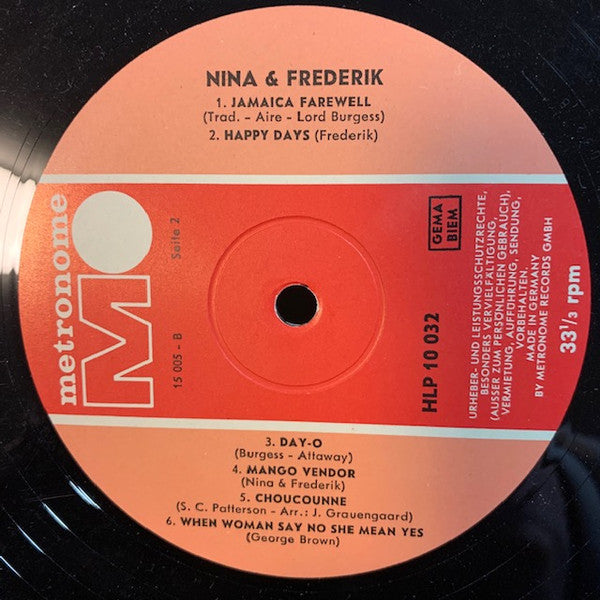 NINA & FREDERIK
1. JAMAICA FAREWELL
(Trad. - Aire - Lord Burgess)
2. HAPPY DAYS (Frederik)
metronome
MO
Seite 2
15 005 - B
GEMA
BIEM
HLP 10 032
URHEBER- UND LEISTUNGSSCHUTZRECHTE,
BESONDERS VERVIELFÄLTIGUNG,
(AUSSER ZUM PERSÖNLICHEN GEBRAUCH),
VERMIETUNG, AUFFÜHRUNG, SENDUNG,
VORBEHALTEN.
MADE IN GERMANY
BY METRONOME RECORDS GMBH
33 1/3 rpm
3. DAY-O
(Burgess - Attaway)
4. MANGO VENDOR
(Nina & Frederik)
5. CHOUCOUNNE
(S. C. Patterson - Arr.: J. Grauengaard)
6. WHEN WOMAN SAY NO SHE MEAN YES
(George Brown)